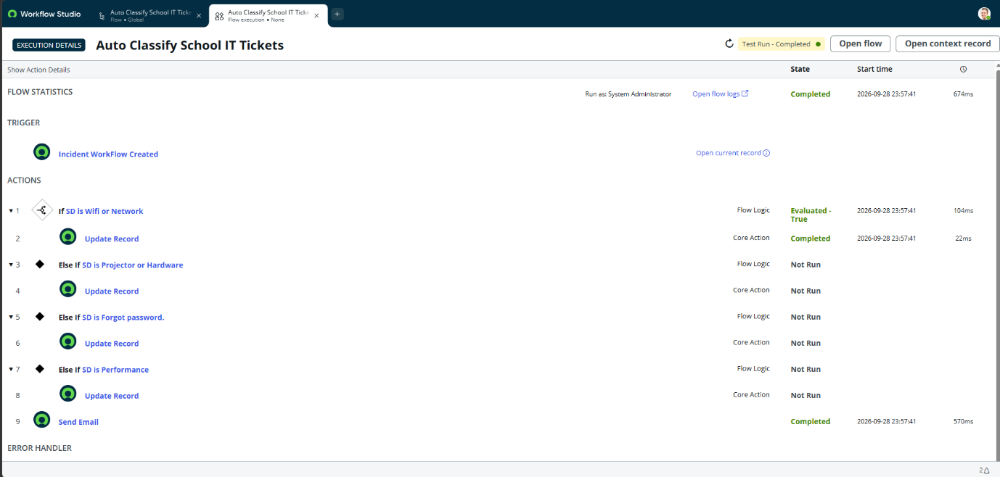 Workflow Studio
Auto Classify School IT Ticke
Flow • Global
Auto Classify School IT Ticke
Flow execution • None
EXECUTION DETAILS
Auto Classify School IT Tickets
Test Run - Completed
Open flow
Open context record
Show Action Details
State
Start time
FLOW STATISTICS
Run as: System Administrator
Open flow logs
Completed
2026-09-28 23:57:41
674ms
TRIGGER
Incident WorkFlow Created
Open current record
ACTIONS
1 If SD is Wifi or Network Flow Logic Evaluated - True 2026-09-28 23:57:41 104ms
2 Update Record Core Action Completed 2026-09-28 23:57:41 22ms
3 Else If SD is Projector or Hardware Flow Logic Not Run
4 Update Record Core Action Not Run
5 Else If SD is Forgot password. Flow Logic Not Run
6 Update Record Core Action Not Run
7 Else If SD is Performance Flow Logic Not Run
8 Update Record Core Action Not Run
9 Send Email Completed 2026-09-28 23:57:41 570ms
ERROR HANDLER
2